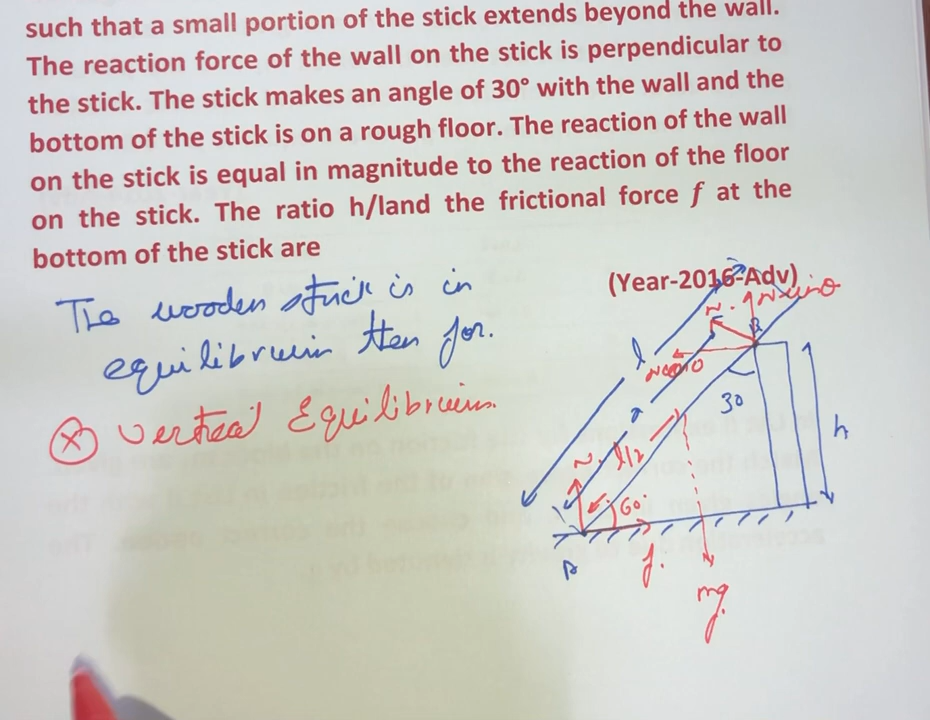 such that a small portion of the stick extends beyond the wall.
The reaction force of the wall on the stick is perpendicular to
the stick. The stick makes an angle of 30° with the wall and the
bottom of the stick is on a rough floor. The reaction of the wall
on the stick is equal in magnitude to the reaction of the floor
on the stick. The ratio h/land the frictional force f at the
bottom of the stick are
(Year-2016-Adv)
The wooden stick is in
equilibrium then for.
vertical Equilibrium.
N.
N sinθ
B
l
N cosθ
30
h
N.
l/2
60°
f.
mg.